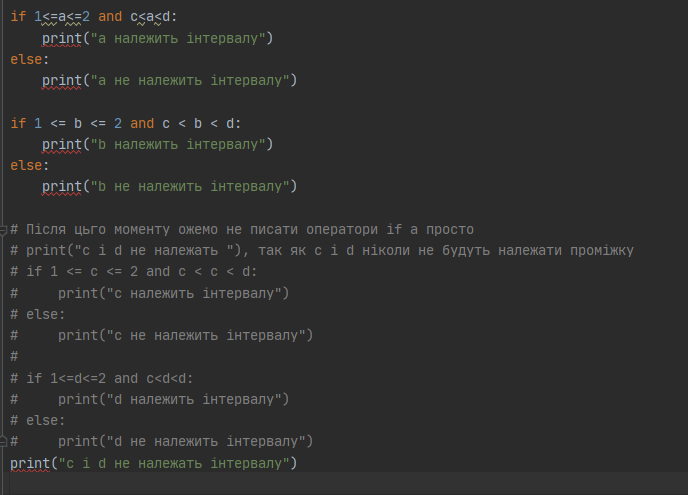 if 1<=a<=2 and c<a<d:
    print("a належить інтервалу")
else:
    print("a не належить інтервалу")

if 1 <= b <= 2 and c < b < d:
    print("b належить інтервалу")
else:
    print("b не належить інтервалу")

# Після цьго моменту ожемо не писати оператори if а просто
# print("c і d не належать "), так як c і d ніколи не будуть належати проміжку
# if 1 <= c <= 2 and c < c < d:
#     print("c належить інтервалу")
# else:
#     print("c не належить інтервалу")
#
# if 1<=d<=2 and c<d<d:
#     print("d належить інтервалу")
# else:
#     print("d не належить інтервалу")
print("c і d не належать інтервалу")